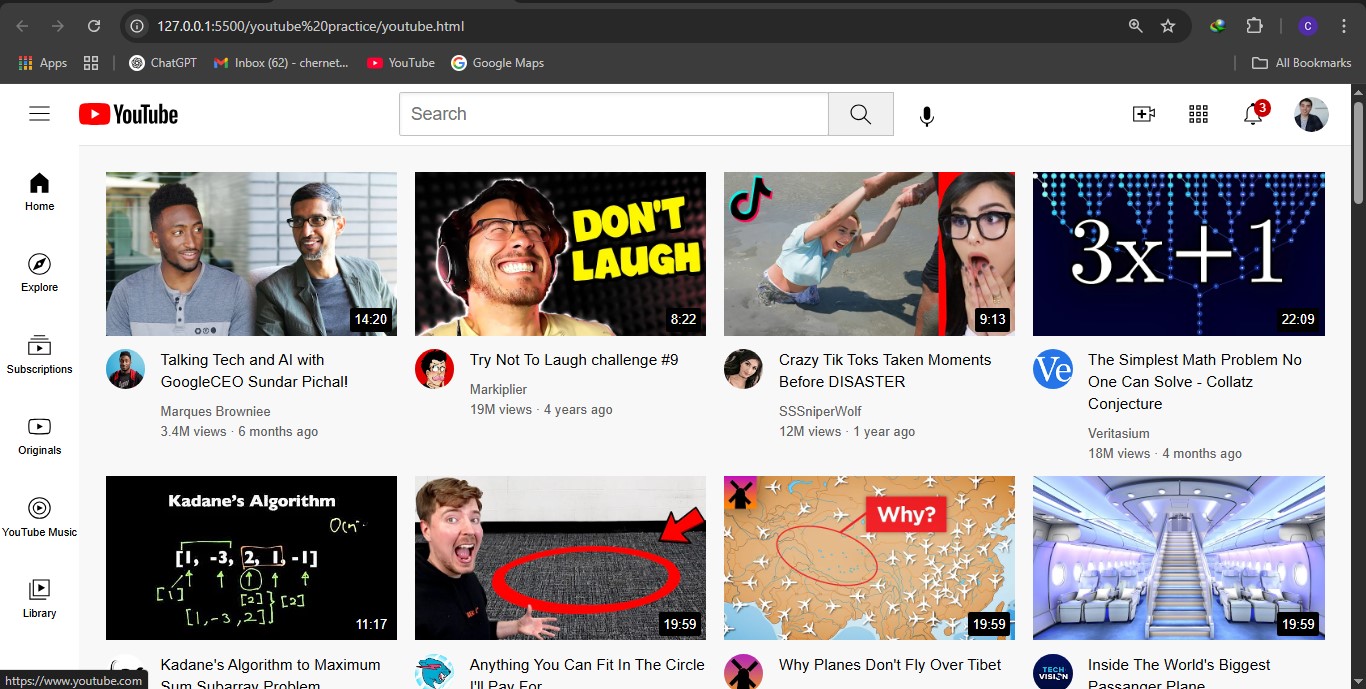 127.0.0.1:5500/youtube%20practice/youtube.html
C
Apps
ChatGPT
Inbox (62) - chernet...
YouTube
Google Maps
All Bookmarks
YouTube
Search
3
Home
Explore
Subscriptions
Originals
YouTube Music
Library
14:20
Talking Tech and AI with
GoogleCEO Sundar Pichal!
Marques Browniee
3.4M views · 6 months ago
DON'T
LAUGH
8:22
Try Not To Laugh challenge #9
Markiplier
19M views · 4 years ago
9:13
Crazy Tik Toks Taken Moments
Before DISASTER
SSSniperWolf
12M views · 1 year ago
3x+1
22:09
Ve
The Simplest Math Problem No
One Can Solve - Collatz
Conjecture
Veritasium
18M views · 4 months ago
Kadane's Algorithm
[1, -3, 2, 1, -1]
[1]
[2]
[2]
[1,-3,2]
11:17
Kadane's Algorithm to Maximum
Sum Subarray Problem
19:59
Anything You Can Fit In The Circle
I'll Pay For
Why?
19:59
Why Planes Don't Fly Over Tibet
19:59
TECH
VISION
Inside The World's Biggest
Passenger Plane
https://www.youtube.com